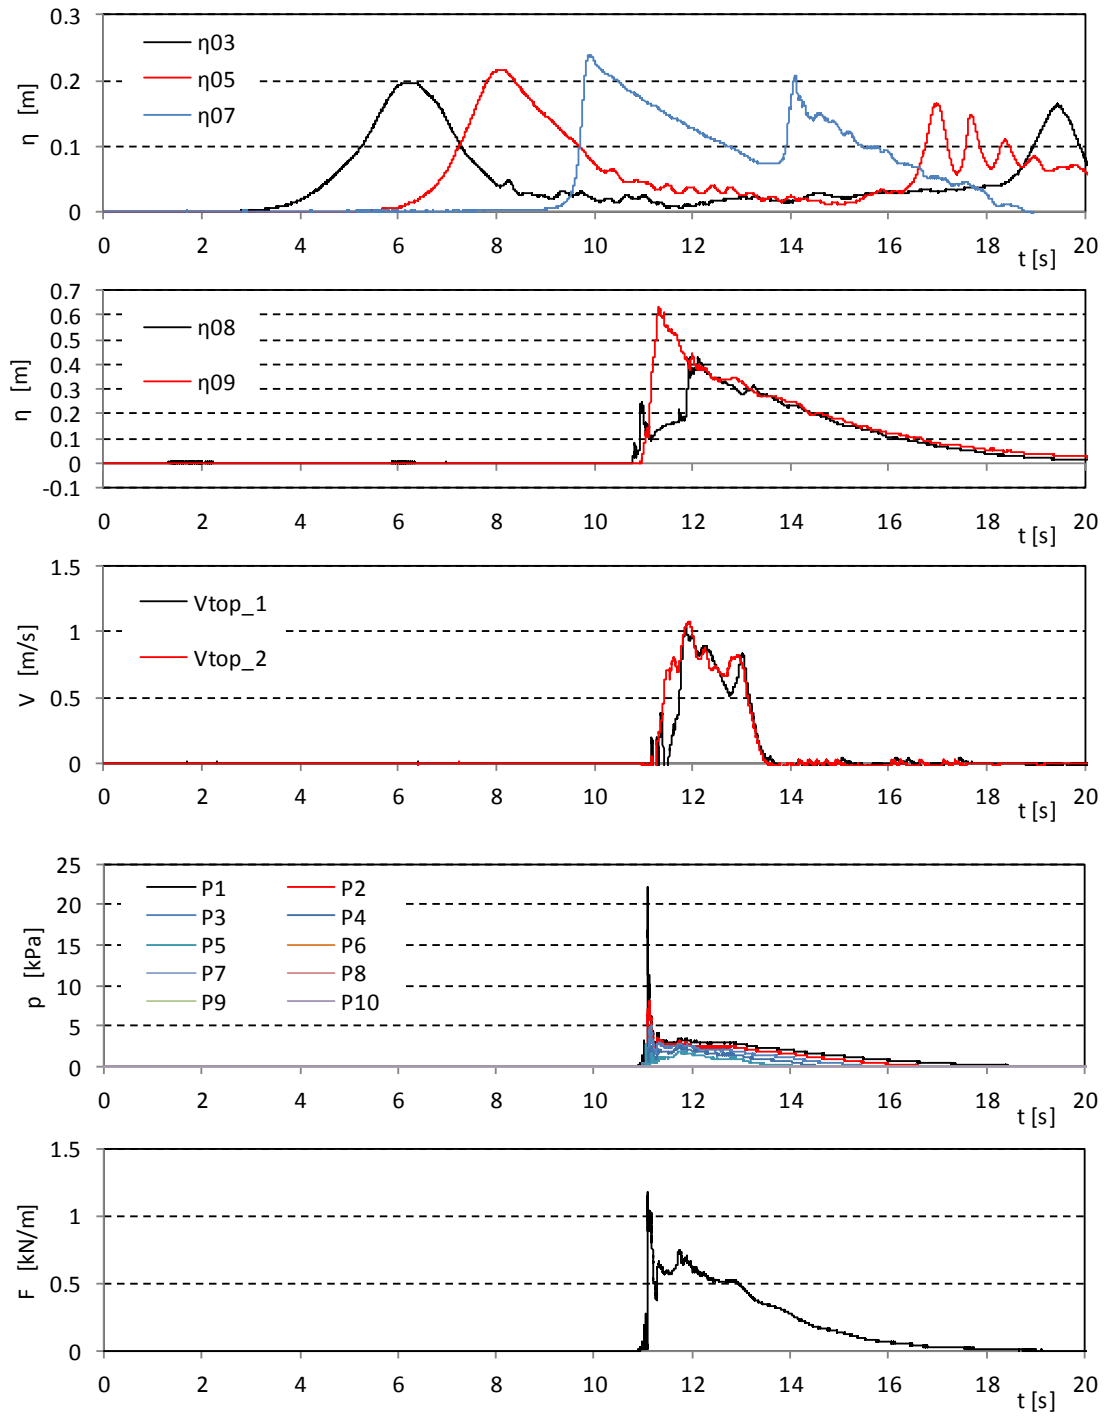 0.3
η03
η05
η07
0.2
0.1
0
η [m]
0 2 4 6 8 10 12 14 16 18 20
t [s]
0.7
0.6
0.5
0.4
0.3
0.2
0.1
0
-0.1
η08
η09
η [m]
0 2 4 6 8 10 12 14 16 18 20
t [s]
1.5
Vtop_1
1
Vtop_2
0.5
0
V [m/s]
0 2 4 6 8 10 12 14 16 18 20
t [s]
25
P1 P2
20
P3 P4
15
P5 P6
P7 P8
10
P9 P10
5
0
p [kPa]
0 2 4 6 8 10 12 14 16 18 20
t [s]
1.5
1
0.5
0
F [kN/m]
0 2 4 6 8 10 12 14 16 18 20
t [s]